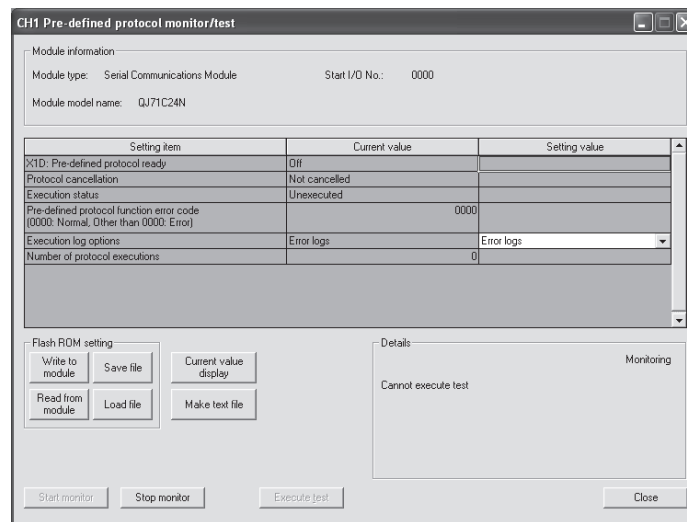 CH1 Pre-defined protocol monitor/test
Module information
Module type: Serial Communications Module Start I/O No.: 0000
Module model name: QJ71C24N
Setting item Current value Setting value
X1D: Pre-defined protocol ready Off
Protocol cancellation Not cancelled
Execution status Unexecuted
Pre-defined protocol function error code
(0000: Normal, Other than 0000: Error) 0000
Execution log options Error logs Error logs
Number of protocol executions 0
Flash ROM setting
Write to
module
Save file
Current value
display
Read from
module
Load file
Make text file
Details
Monitoring
Cannot execute test
Start monitor Stop monitor Execute test Close